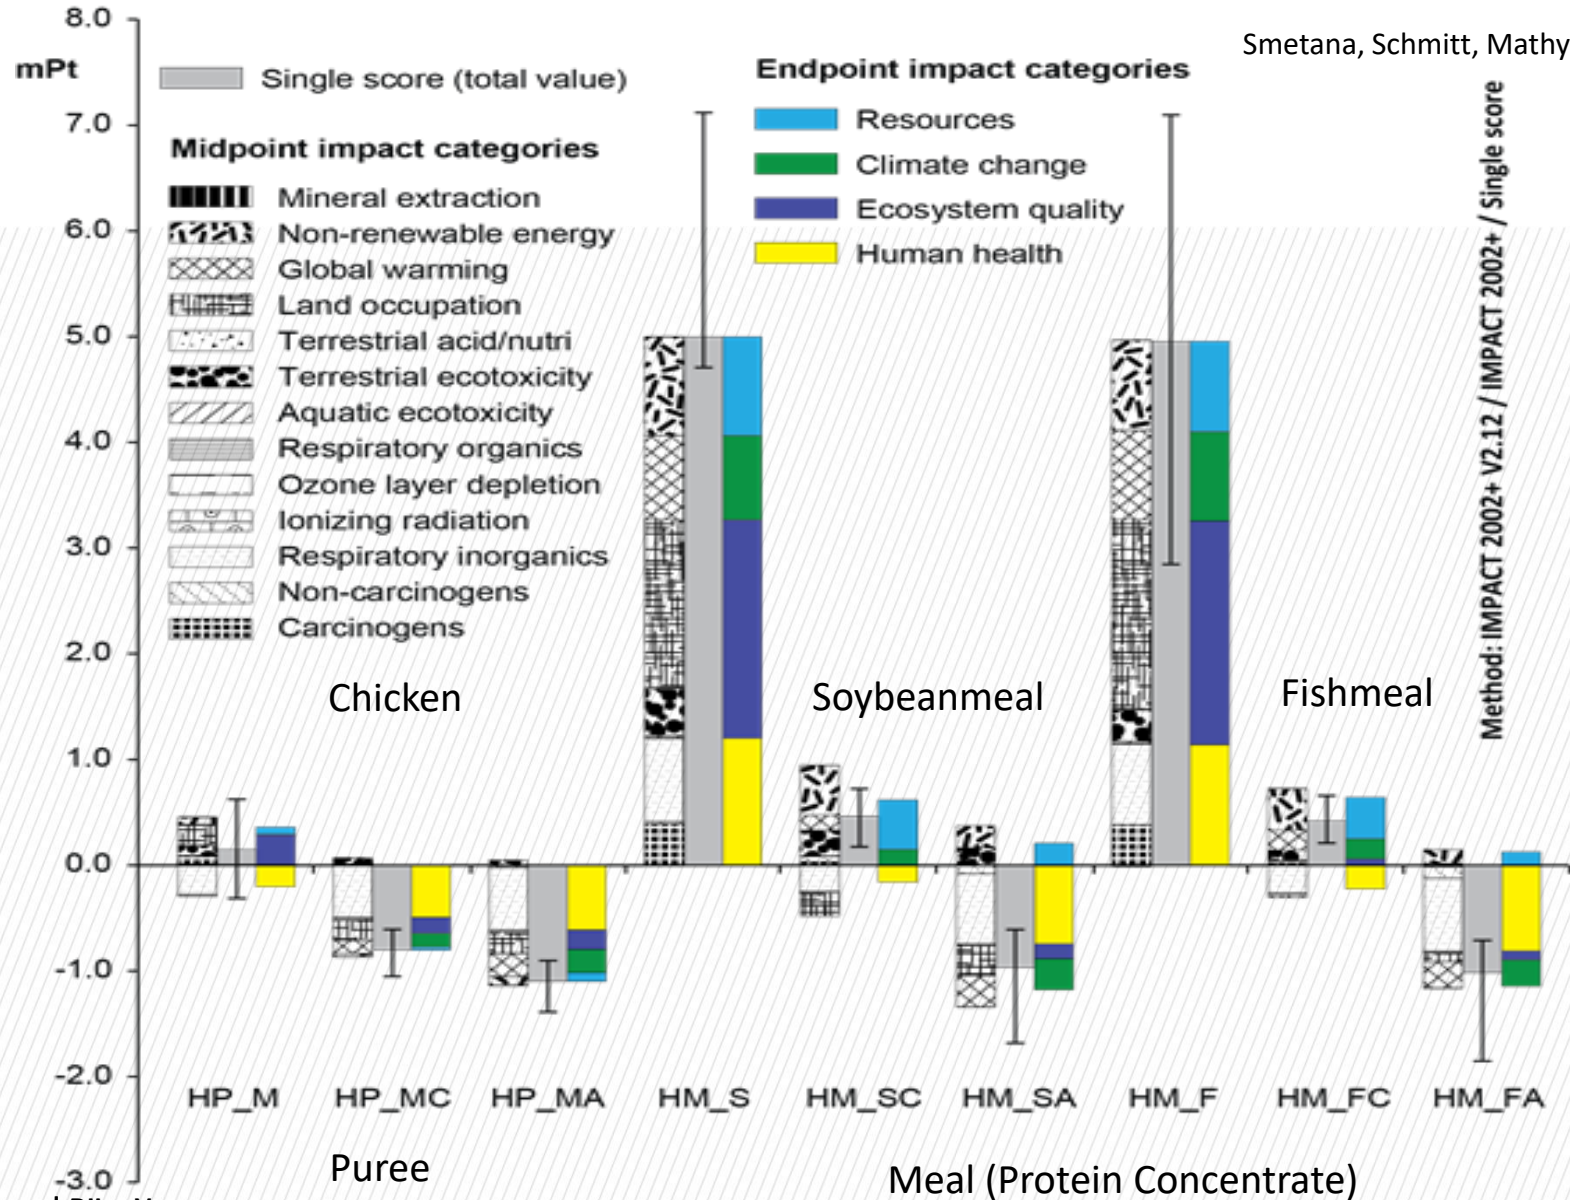 8.0
Smetana, Schmitt, Mathy
mPt
Single score (total value)
Endpoint impact categories
7.0
Resources
Midpoint impact categories
Climate change
Mineral extraction
Ecosystem quality
6.0
Non-renewable energy
Human health
Global warming
Land occupation
5.0
Terrestrial acid/nutri
Terrestrial ecotoxicity
Aquatic ecotoxicity
4.0
Respiratory organics
Ozone layer depletion
Ionizing radiation
3.0
Respiratory inorganics
Non-carcinogens
Carcinogens
2.0
Method: IMPACT 2002+ V2.12 / IMPACT 2002+ / Single score
Chicken
Soybeanmeal
Fishmeal
1.0
0.0
-1.0
-2.0
HP_M HP_MC HP_MA HM_S HM_SC HM_SA HM_F HM_FC HM_FA
Puree
Meal (Protein Concentrate)
-3.0